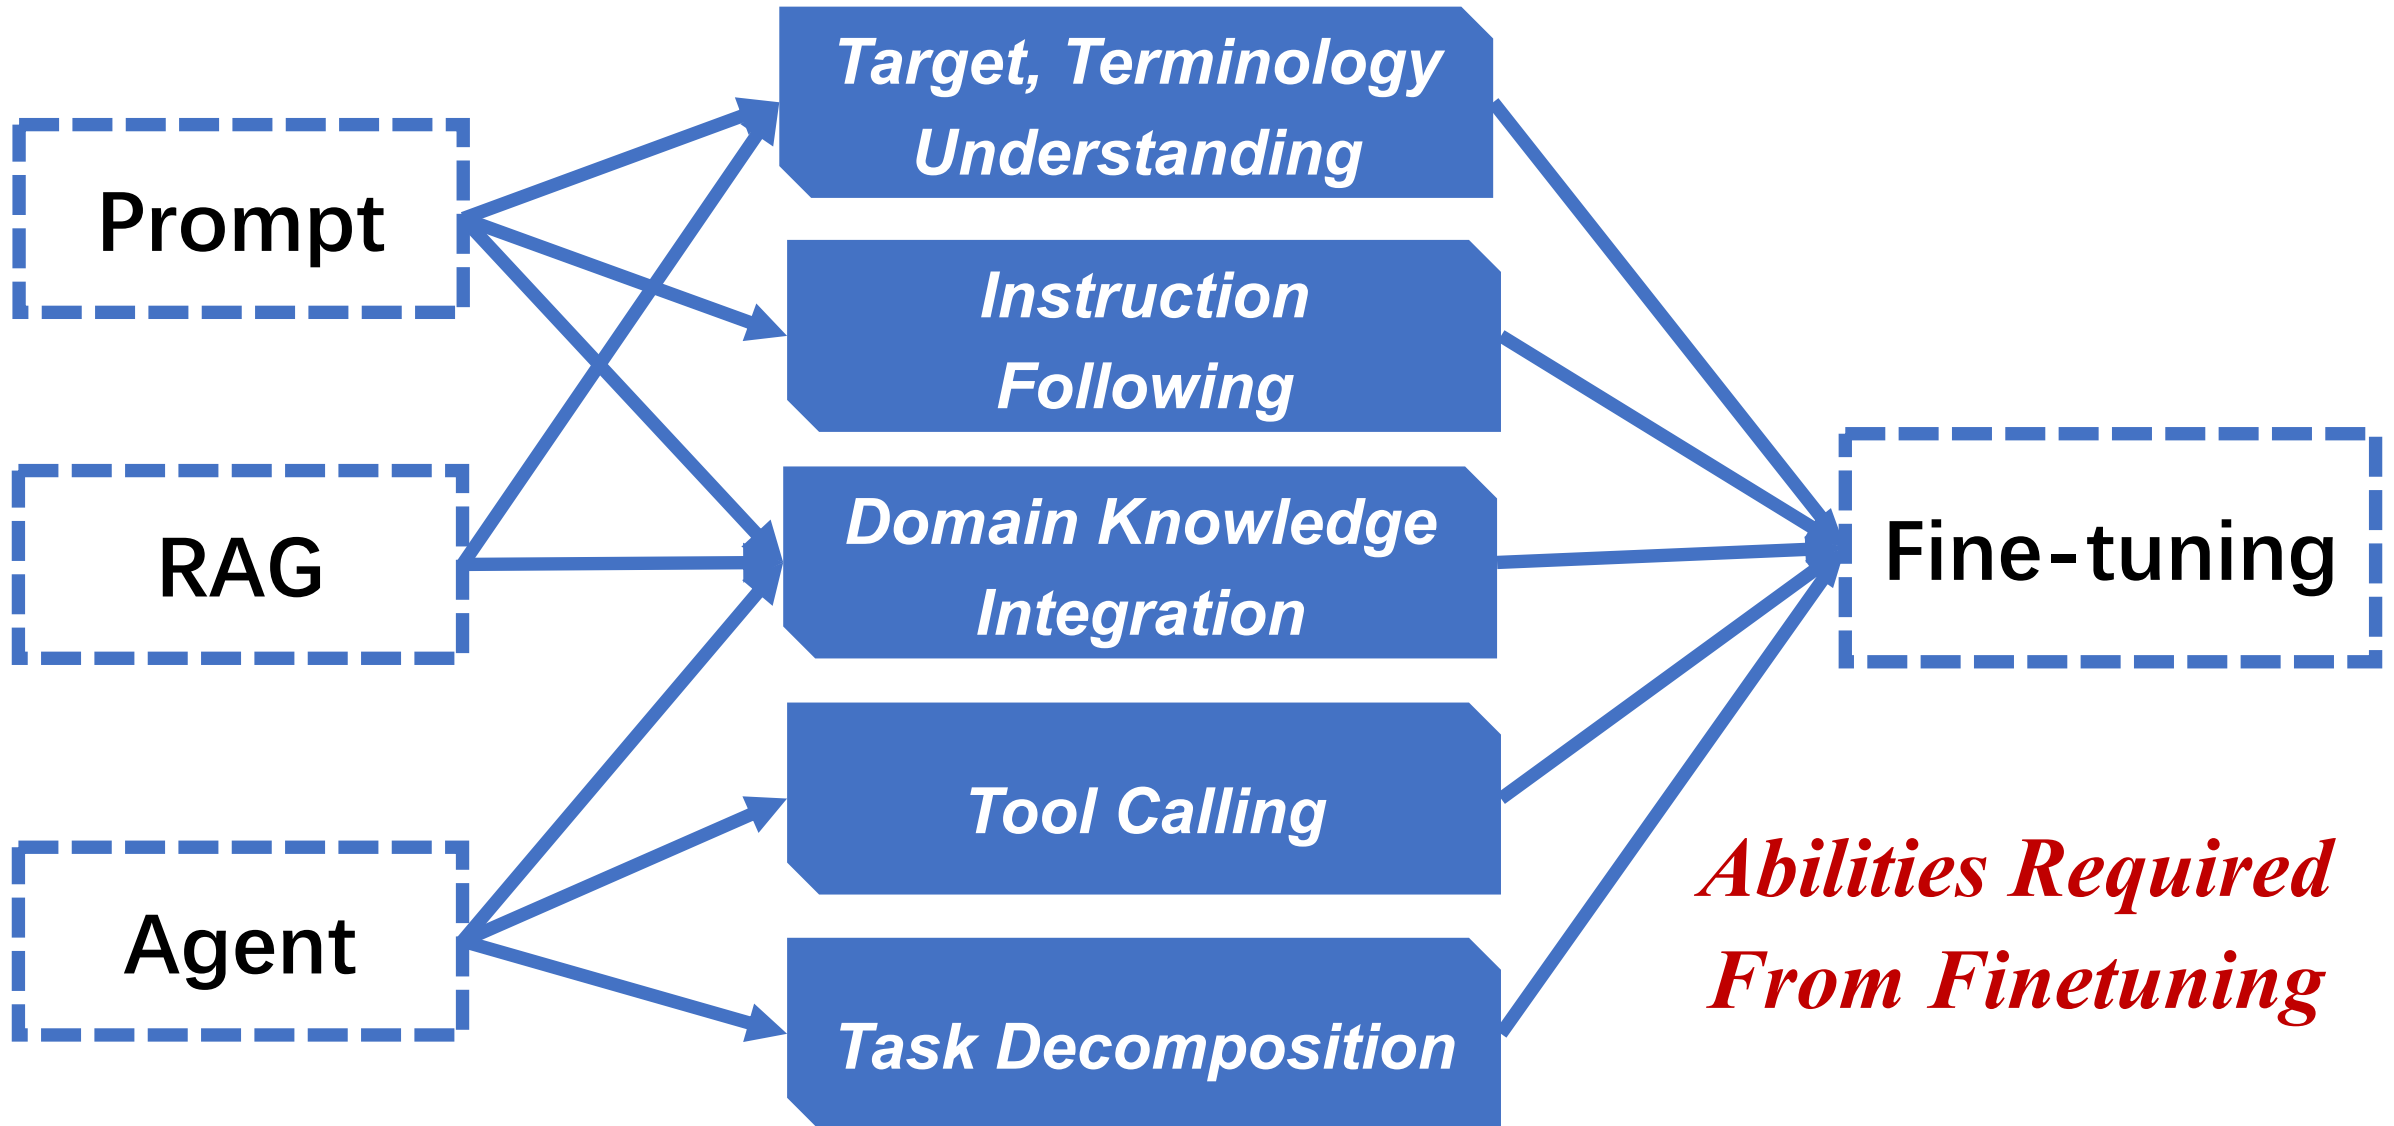 Prompt
RAG
Agent
Target, Terminology
Understanding
Instruction
Following
Domain Knowledge
Integration
Tool Calling
Task Decomposition
Fine-tuning
Abilities Required
From Finetuning